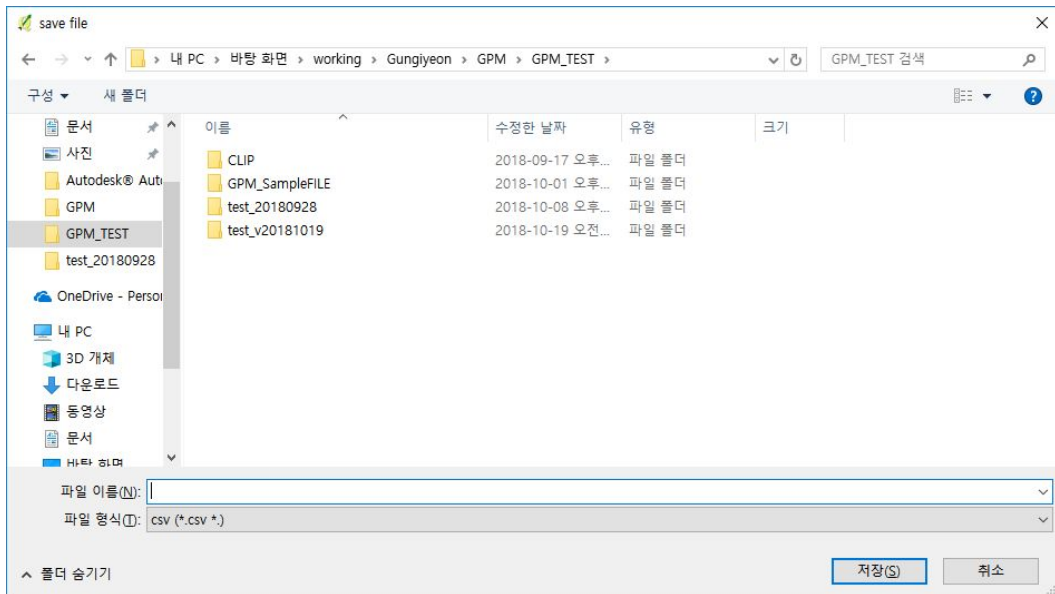 save file
내 PC › 바탕 화면 › working › Gungiyeon › GPM › GPM_TEST ›
GPM_TEST 검색
구성
새 폴더
이름 수정한 날짜 유형 크기
CLIP 2018-09-17 오후... 파일 폴더
GPM_SampleFILE 2018-10-01 오후... 파일 폴더
test_20180928 2018-10-08 오후... 파일 폴더
test_v20181019 2018-10-19 오전... 파일 폴더
문서
사진
Autodesk® Aut
GPM
GPM_TEST
test_20180928
OneDrive - Person
내 PC
3D 개체
다운로드
동영상
문서
바탕 화면
파일 이름(N):
파일 형식(T): csv (*.csv *.)
폴더 숨기기
저장(S)
취소